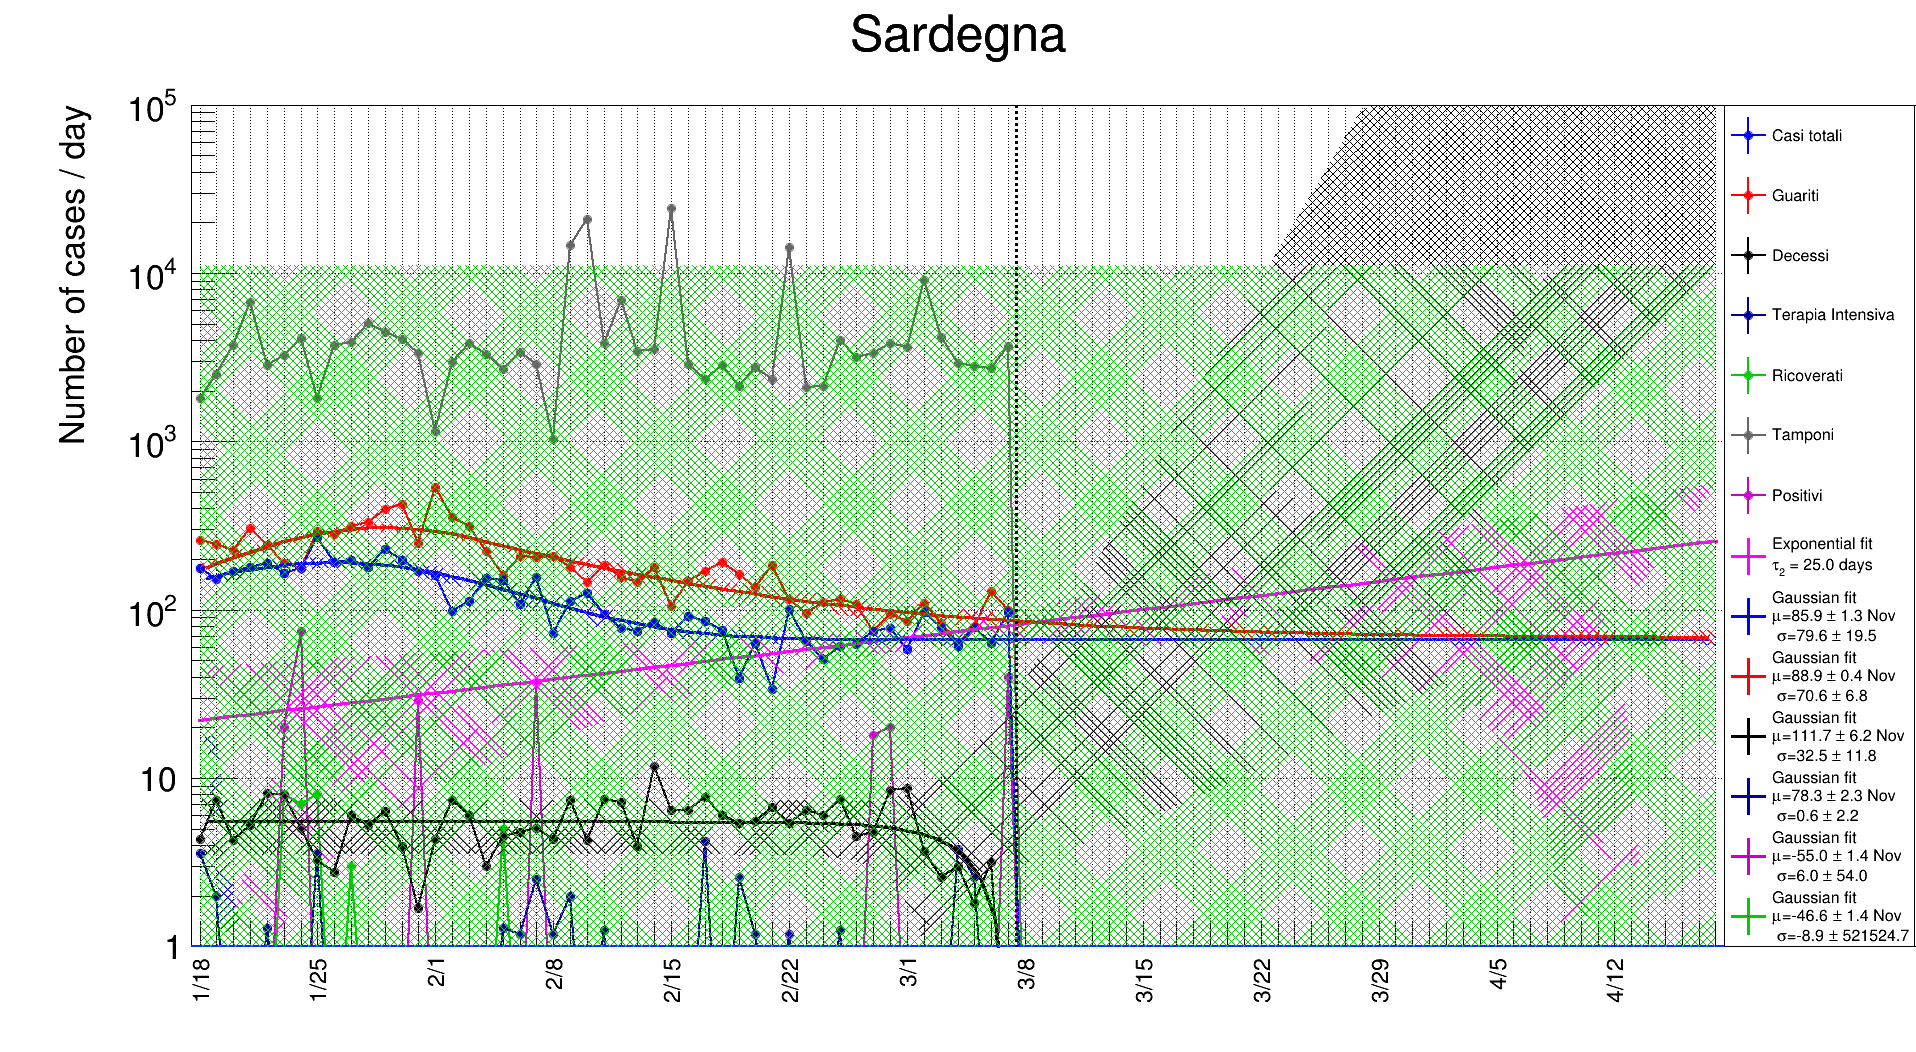 Sardegna
Number of cases / day
10^5
10^4
10^3
10^2
10
1
1/18
1/25
2/1
2/8
2/15
2/22
3/1
3/8
3/15
3/22
3/29
4/5
4/12
Casi totali
Guariti
Decessi
Terapia Intensiva
Ricoverati
Tamponi
Positivi
Exponential fit
τ2 = 25.0 days
Gaussian fit
μ=85.9 ± 1.3 Nov
σ=79.6 ± 19.5
Gaussian fit
μ=88.9 ± 0.4 Nov
σ=70.6 ± 6.8
Gaussian fit
μ=111.7 ± 6.2 Nov
σ=32.5 ± 11.8
Gaussian fit
μ=78.3 ± 2.3 Nov
σ=0.6 ± 2.2
Gaussian fit
μ=-55.0 ± 1.4 Nov
σ=6.0 ± 54.0
Gaussian fit
μ=-46.6 ± 1.4 Nov
σ=-8.9 ± 521524.7